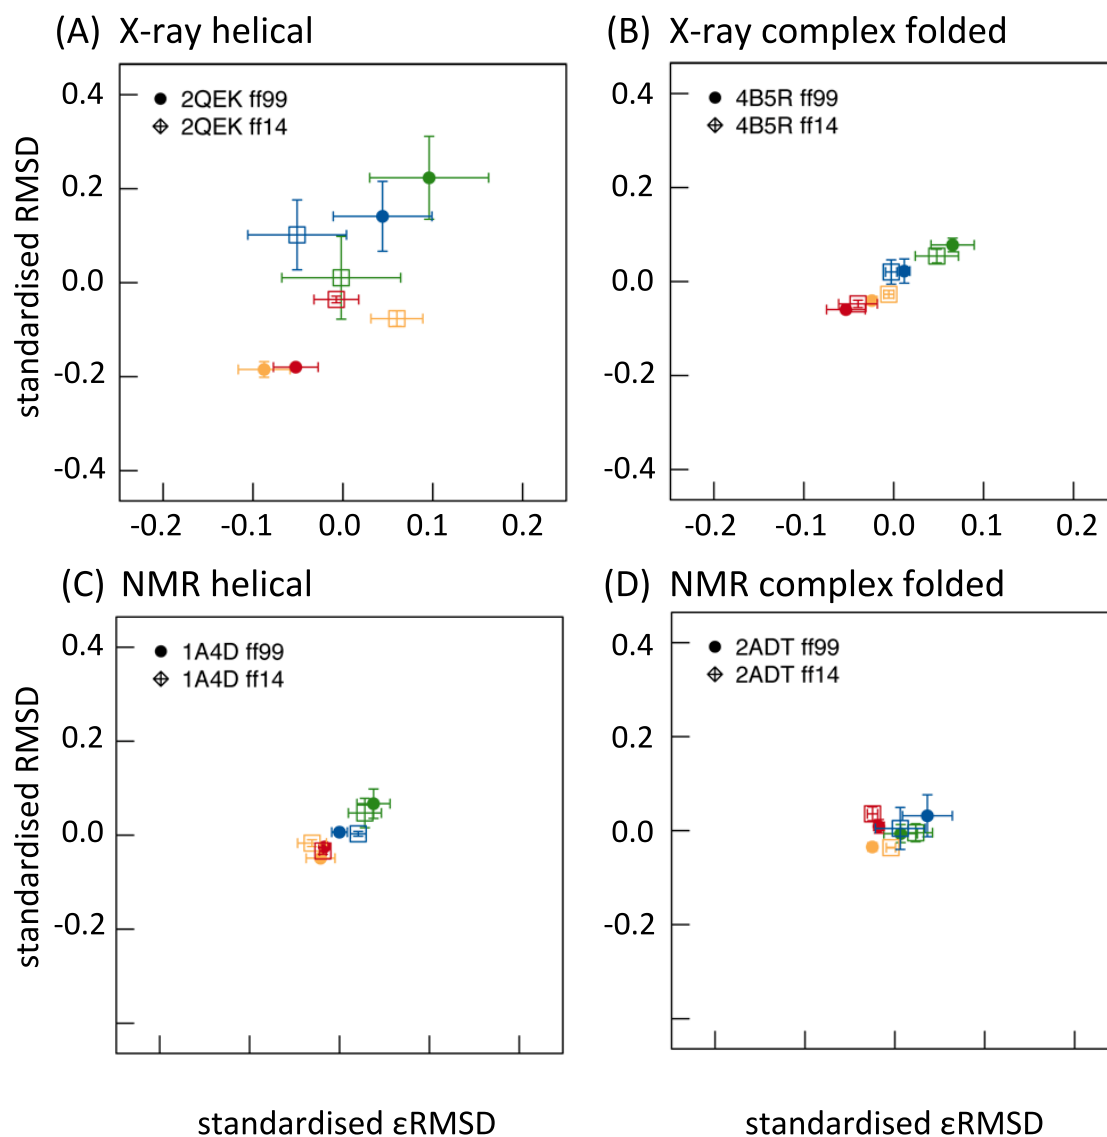 (A) X-ray helical
(B) X-ray complex folded
standardised RMSD
0.4
0.2
0.0
-0.2
-0.4
2QEK ff99
2QEK ff14
-0.2 -0.1 0.0 0.1 0.2
0.4
0.2
0.0
-0.2
-0.4
4B5R ff99
4B5R ff14
-0.2 -0.1 0.0 0.1 0.2
(C) NMR helical
(D) NMR complex folded
standardised RMSD
0.4
0.2
0.0
-0.2
1A4D ff99
1A4D ff14
0.4
0.2
0.0
-0.2
2ADT ff99
2ADT ff14
standardised εRMSD
standardised εRMSD